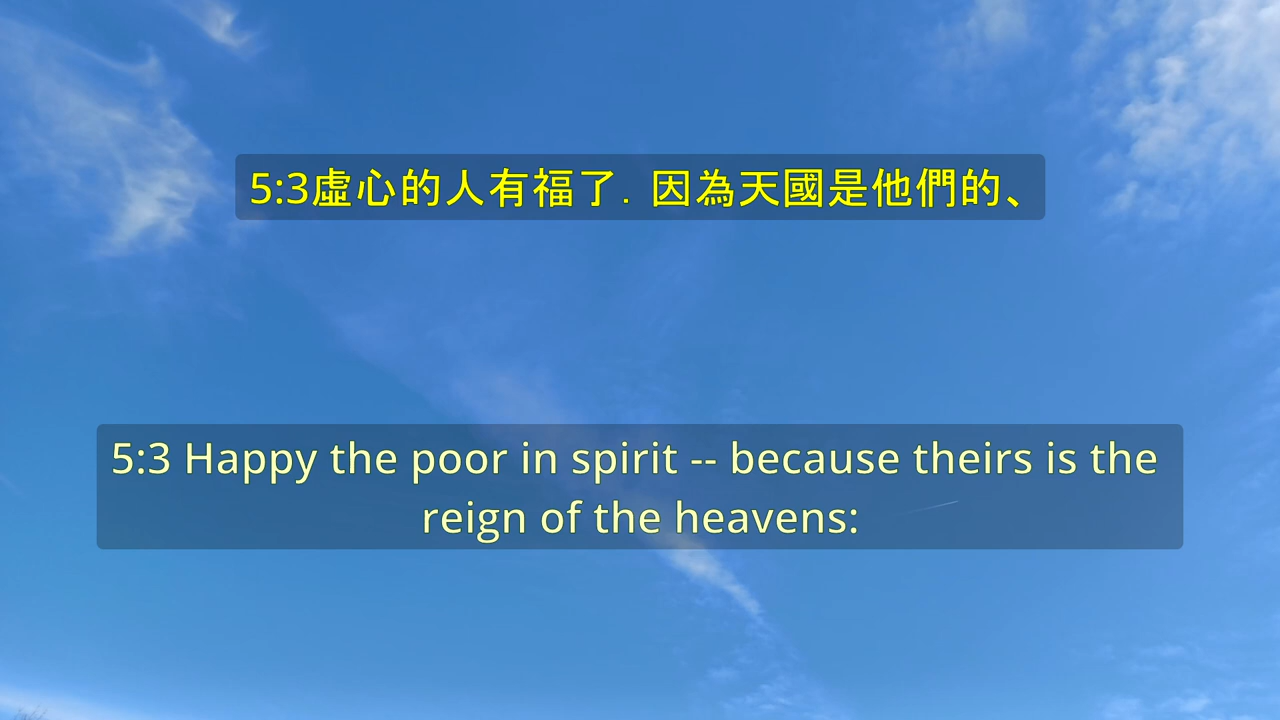 5:3虛心的人有福了．因為天國是他們的、
5:3 Happy the poor in spirit -- because theirs is the
reign of the heavens: